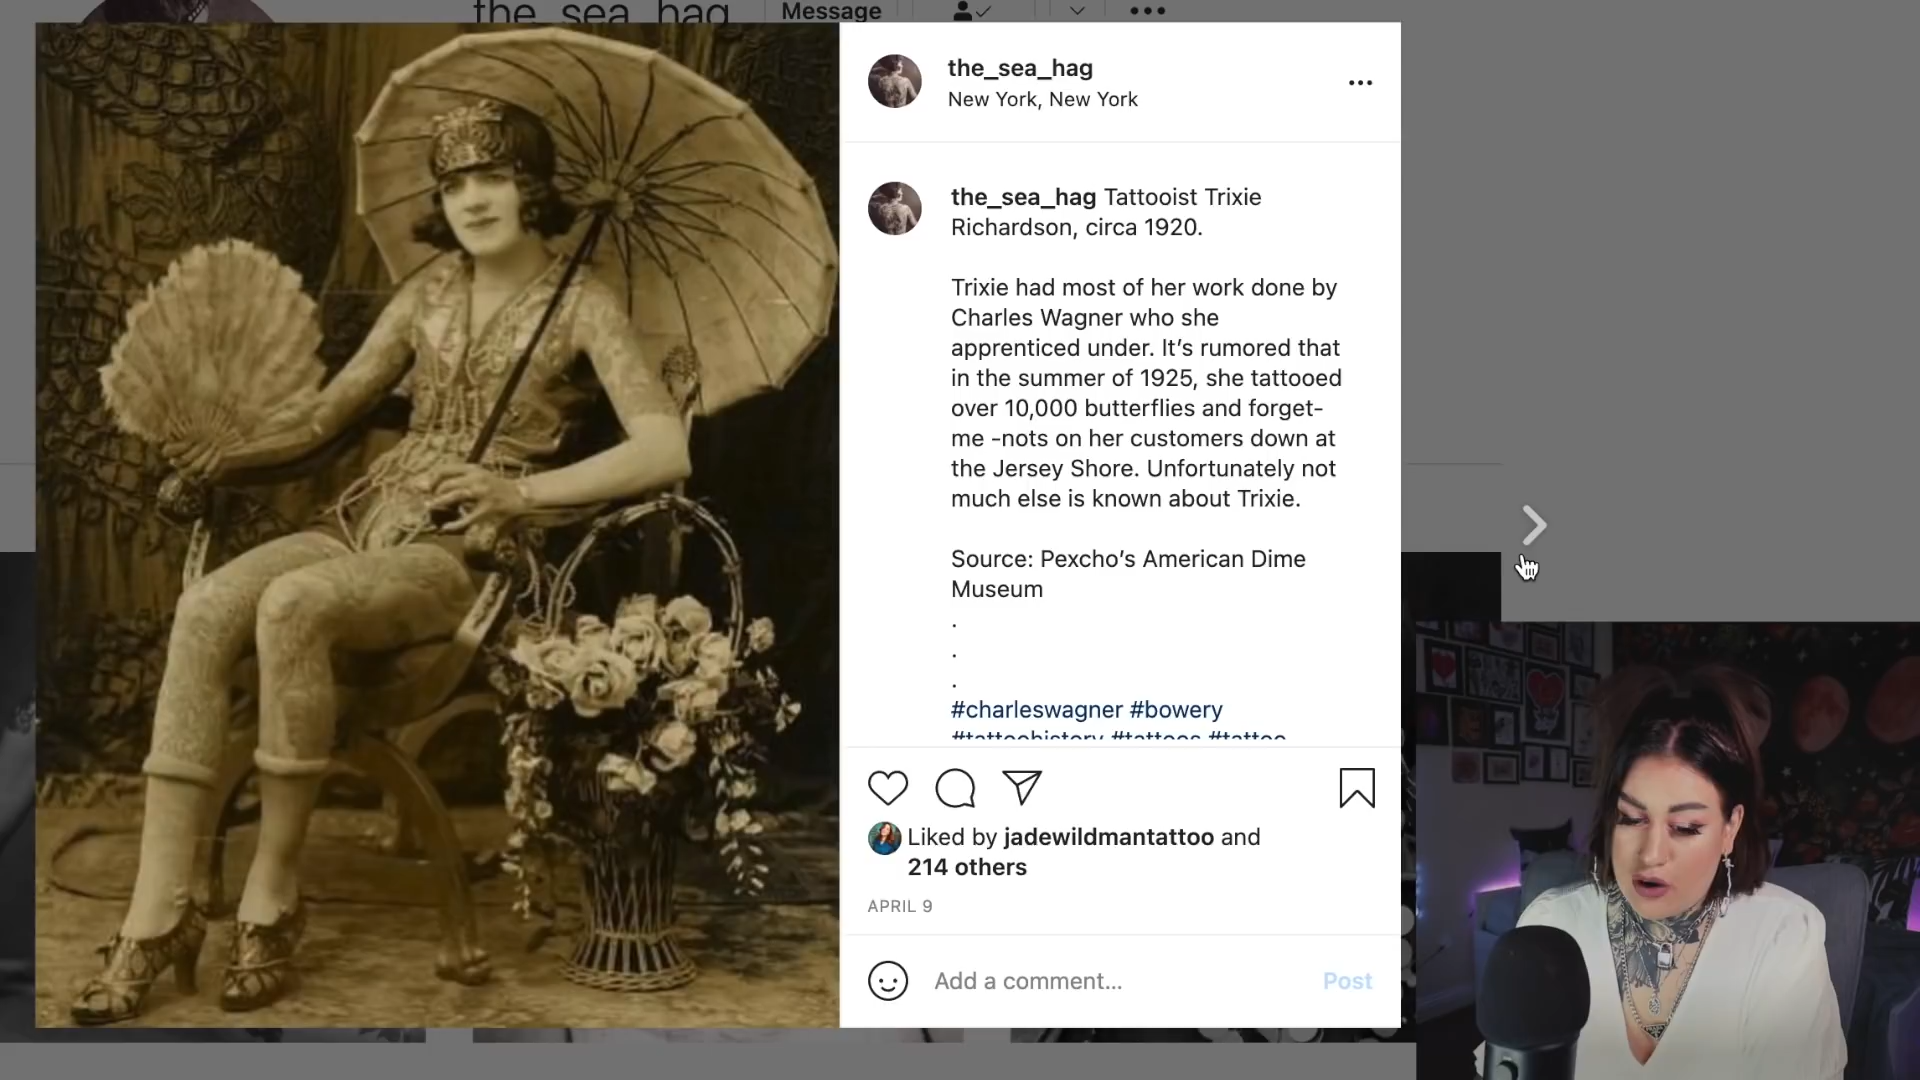 the_sea_hag
Message
the_sea_hag
New York, New York
the_sea_hag Tattooist Trixie
Richardson, circa 1920.
Trixie had most of her work done by
Charles Wagner who she
apprenticed under. It’s rumored that
in the summer of 1925, she tattooed
over 10,000 butterflies and forget-
me -nots on her customers down at
the Jersey Shore. Unfortunately not
much else is known about Trixie.
Source: Pexcho’s American Dime
Museum
.
.
.
#charleswagner #bowery
#tattoohistory #tattoos #tattoo
Liked by jadewildmantattoo and
214 others
APRIL 9
Add a comment...
Post